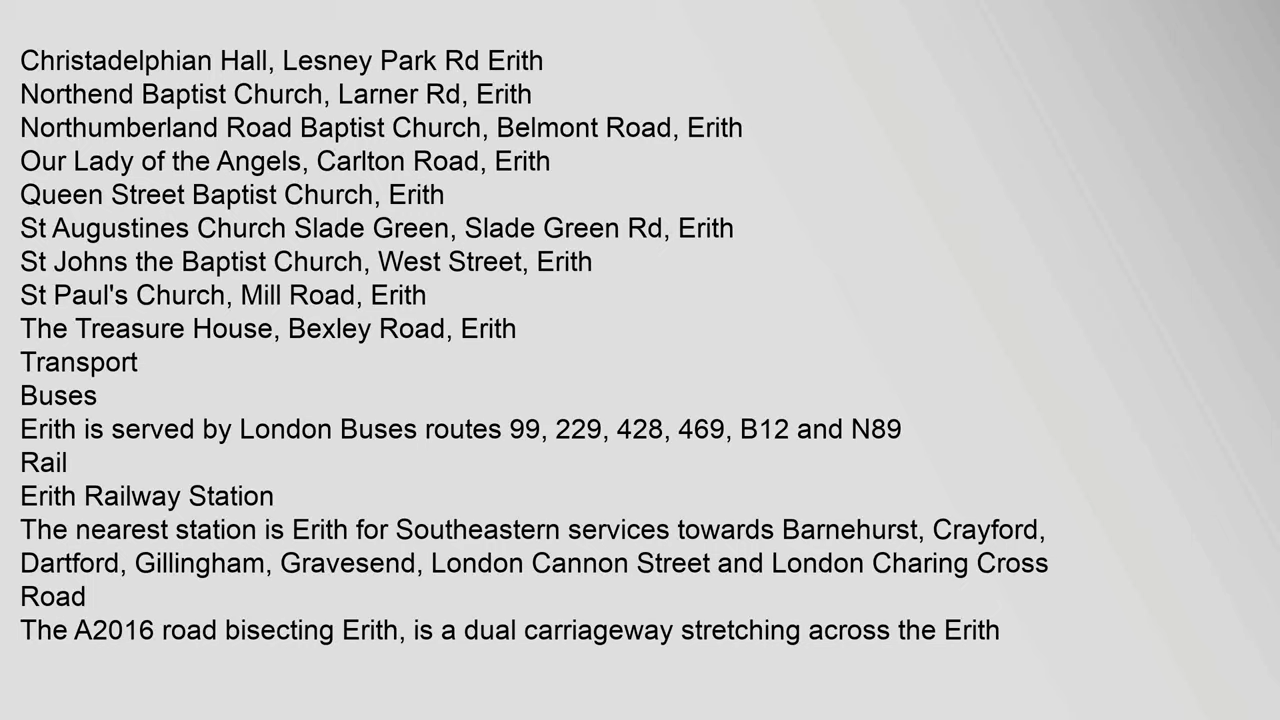 Christadelphian Hall, Lesney Park Rd Erith
Northend Baptist Church, Larner Rd, Erith
Northumberland Road Baptist Church, Belmont Road, Erith
Our Lady of the Angels, Carlton Road, Erith
Queen Street Baptist Church, Erith
St Augustines Church Slade Green, Slade Green Rd, Erith
St Johns the Baptist Church, West Street, Erith
St Paul's Church, Mill Road, Erith
The Treasure House, Bexley Road, Erith
Transport
Buses
Erith is served by London Buses routes 99, 229, 428, 469, B12 and N89
Rail
Erith Railway Station
The nearest station is Erith for Southeastern services towards Barnehurst, Crayford,
Dartford, Gillingham, Gravesend, London Cannon Street and London Charing Cross
Road
The A2016 road bisecting Erith, is a dual carriageway stretching across the Erith